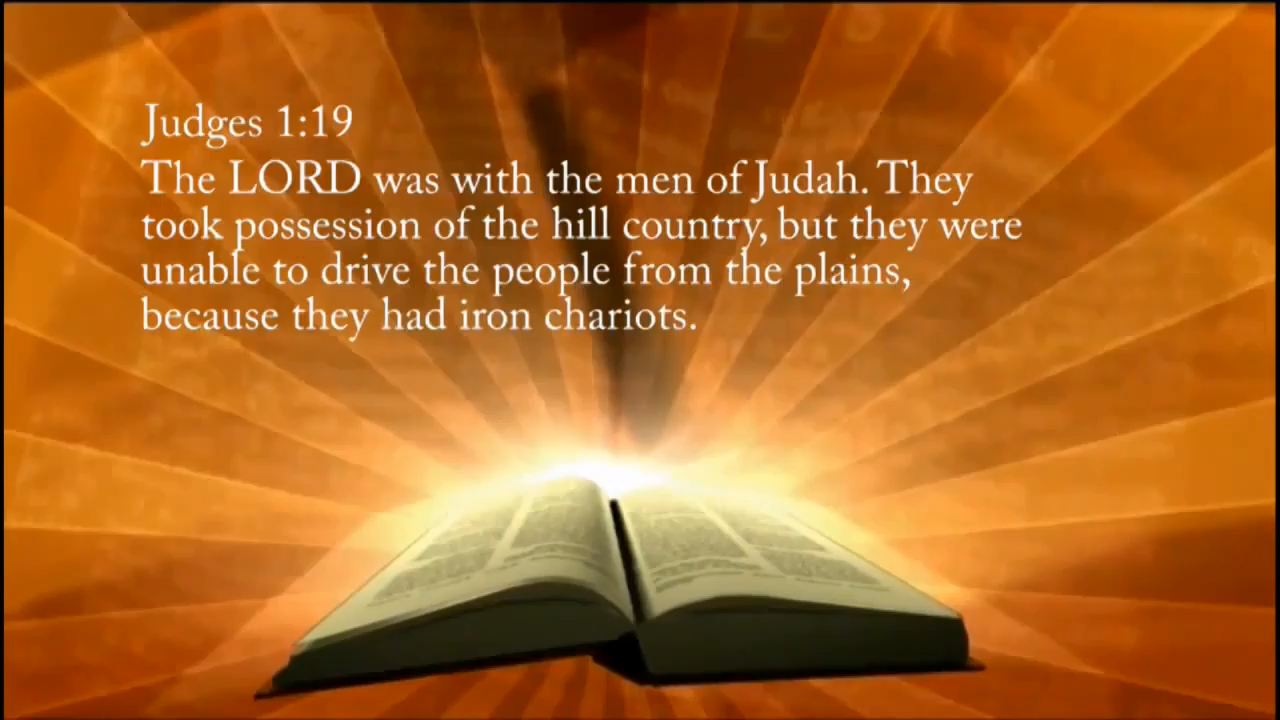 Judges 1:19
The LORD was with the men of Judah. They
took possession of the hill country, but they were
unable to drive the people from the plains,
because they had iron chariots.